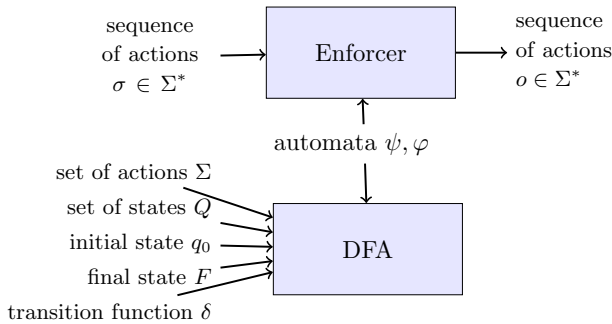 sequence
of actions
σ ∈ Σ*
Enforcer
sequence
of actions
o ∈ Σ*
automata ψ, φ
set of actions Σ
set of states Q
initial state q₀
final state F
transition function δ
DFA